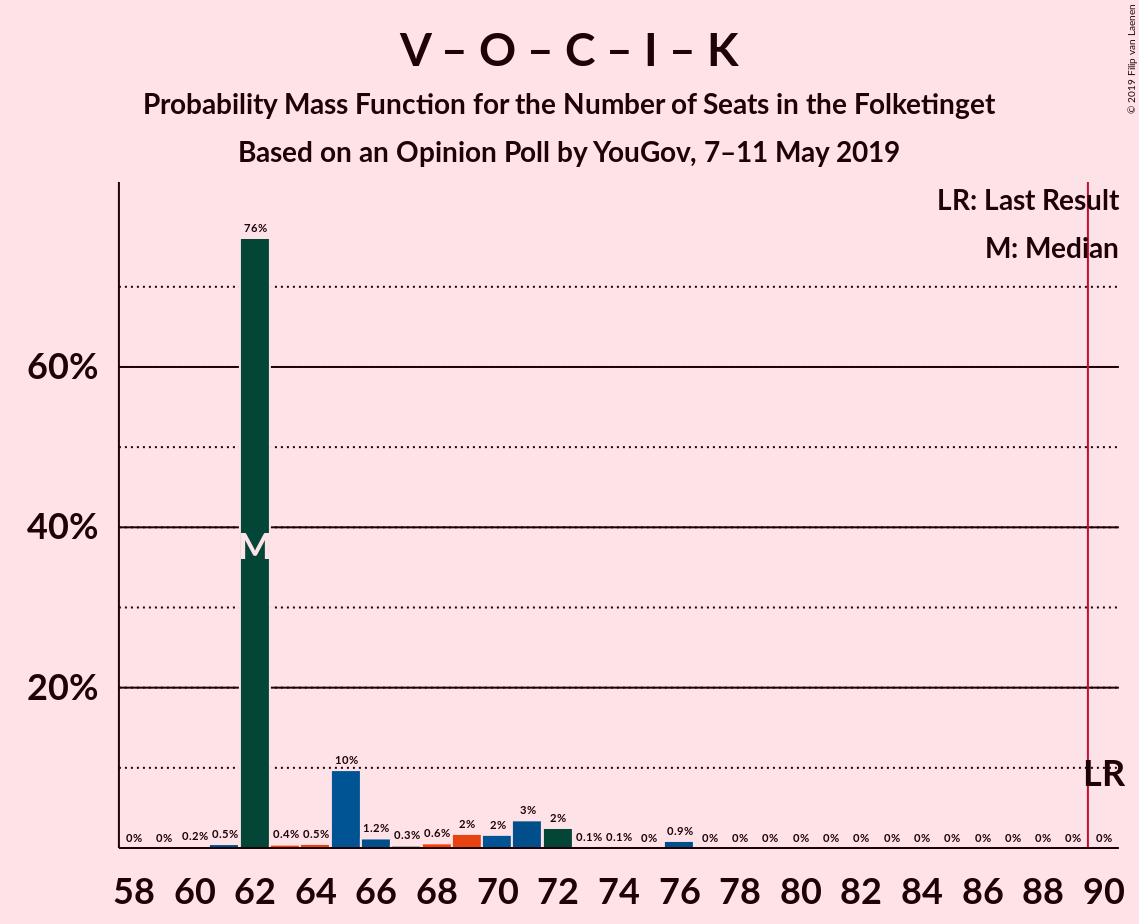 V – O – C – I – K
Probability Mass Function for the Number of Seats in the Folketinget
Based on an Opinion Poll by YouGov, 7–11 May 2019
© 2019 Filip van Laenen
LR: Last Result
M: Median
60%
40%
20%
76%
M
LR
0% 0% 0.2% 0.5% 0.4% 0.5% 10% 1.2% 0.3% 0.6% 2% 2% 3% 2% 0.1% 0.1% 0% 0.9% 0% 0% 0% 0% 0% 0% 0% 0% 0% 0% 0% 0% 0% 0%
58 60 62 64 66 68 70 72 74 76 78 80 82 84 86 88 90